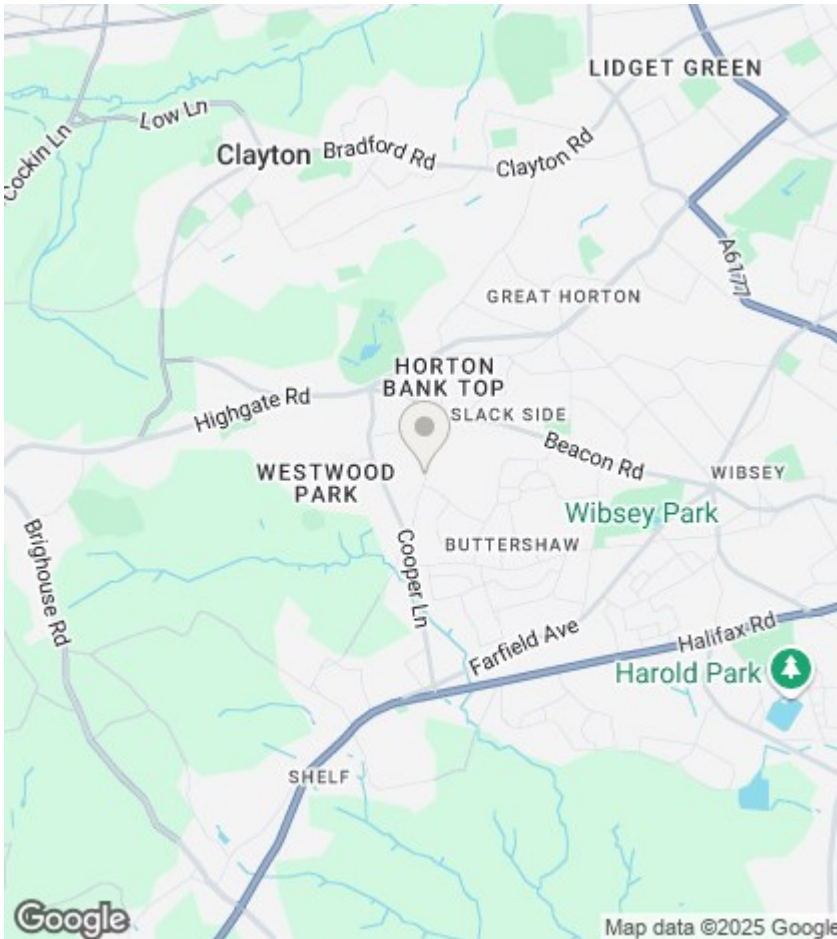 LIDGET GREEN
Low Ln
Cockin Ln
Clayton
Bradford Rd
Clayton Rd
A6177
GREAT HORTON
HORTON
BANK TOP
Highgate Rd
SLACK SIDE
Beacon Rd
WIBSEY
WESTWOOD
PARK
Wibsey Park
Brighouse Rd
Cooper Ln
BUTTERSHAW
Farfield Ave
Halifax Rd
Harold Park
SHELF
Google
Map data ©2025 Google